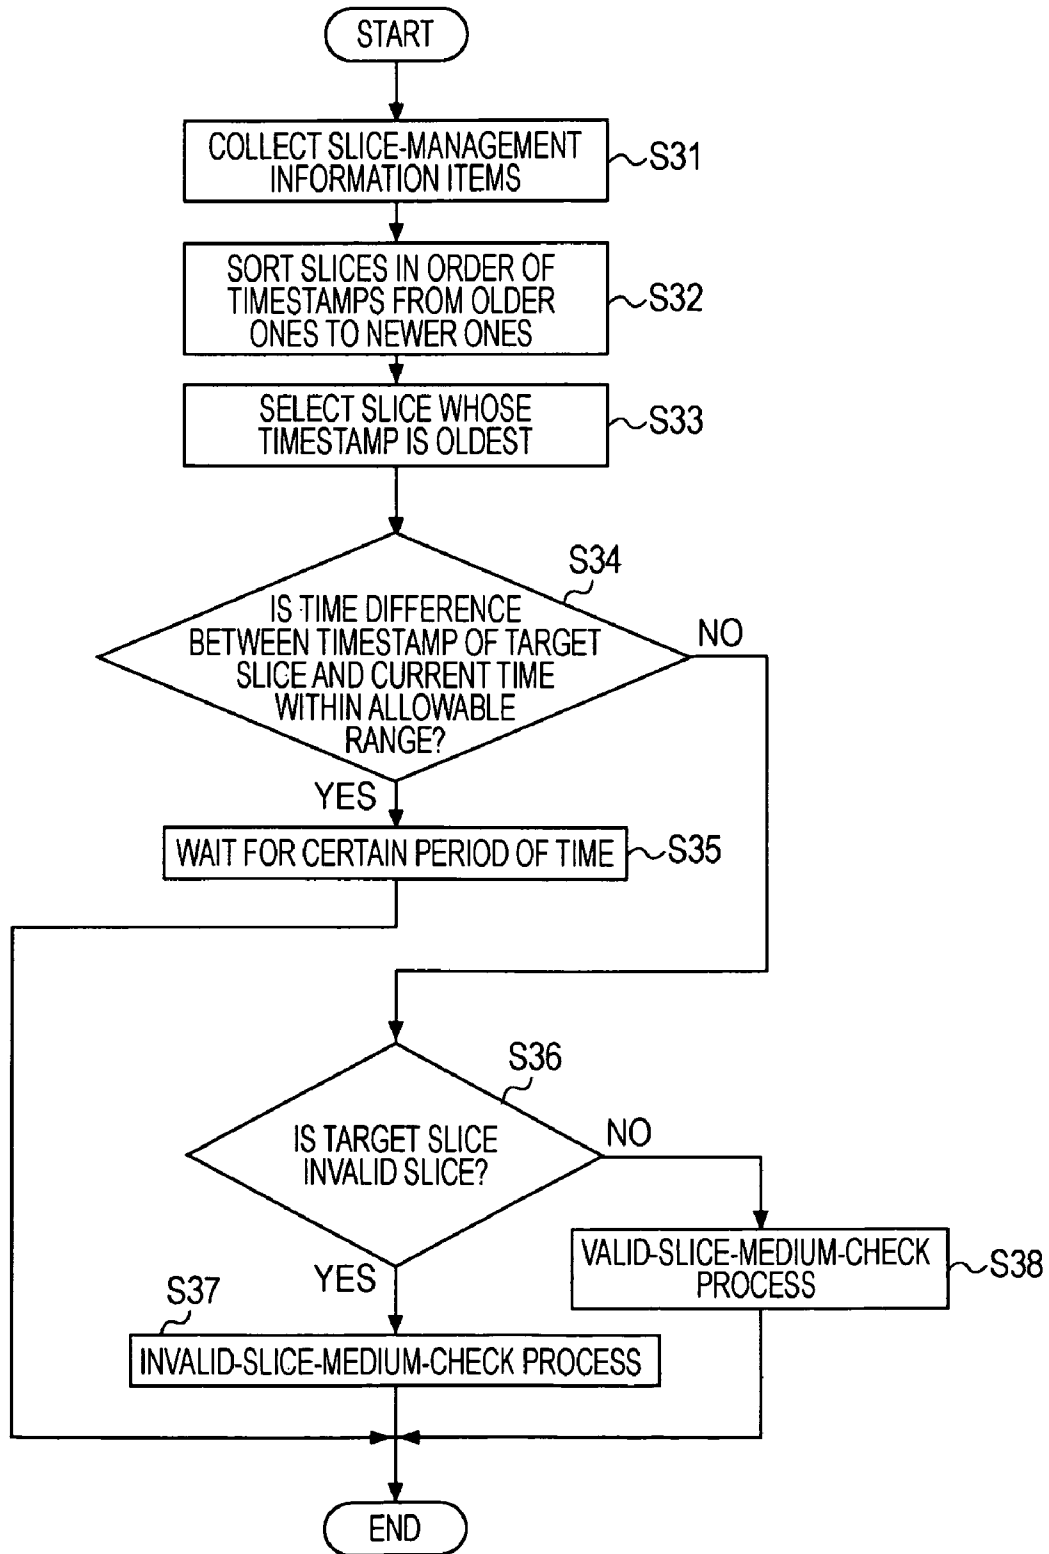 START
COLLECT SLICE-MANAGEMENT
INFORMATION ITEMS
S31
SORT SLICES IN ORDER OF
TIMESTAMPS FROM OLDER
ONES TO NEWER ONES
S32
SELECT SLICE WHOSE
TIMESTAMP IS OLDEST
S33
S34
IS TIME DIFFERENCE
BETWEEN TIMESTAMP OF TARGET
SLICE AND CURRENT TIME
WITHIN ALLOWABLE
RANGE?
NO
YES
WAIT FOR CERTAIN PERIOD OF TIME
S35
S36
IS TARGET SLICE
INVALID SLICE?
NO
YES
VALID-SLICE-MEDIUM-CHECK
PROCESS
S38
S37
INVALID-SLICE-MEDIUM-CHECK PROCESS
END